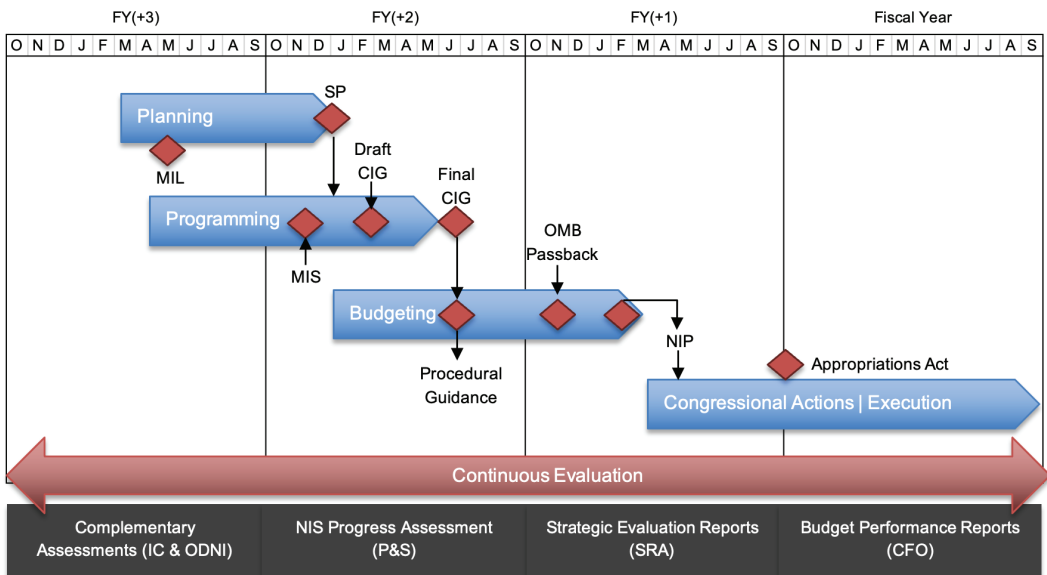 FY(+3) FY(+2) FY(+1) Fiscal Year
O N D J F M A M J J A S O N D J F M A M J J A S O N D J F M A M J J A S O N D J F M A M J J A S
SP
Planning
Draft
CIG
MIL
Final
CIG
Programming
MIS
OMB
Passback
Budgeting
NIP
Procedural
Guidance
Appropriations Act
Congressional Actions | Execution
Continuous Evaluation
Complementary
Assessments (IC & ODNI)
NIS Progress Assessment
(P&S)
Strategic Evaluation Reports
(SRA)
Budget Performance Reports
(CFO)